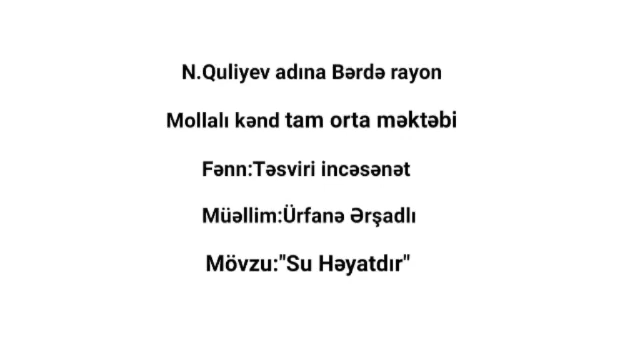 N.Quliyev adına Bərdə rayon
Mollalı kənd tam orta məktəbi
Fənn:Təsviri incəsənət
Müəllim:Ürfanə Ərşadlı
Mövzu:"Su Həyatdır"